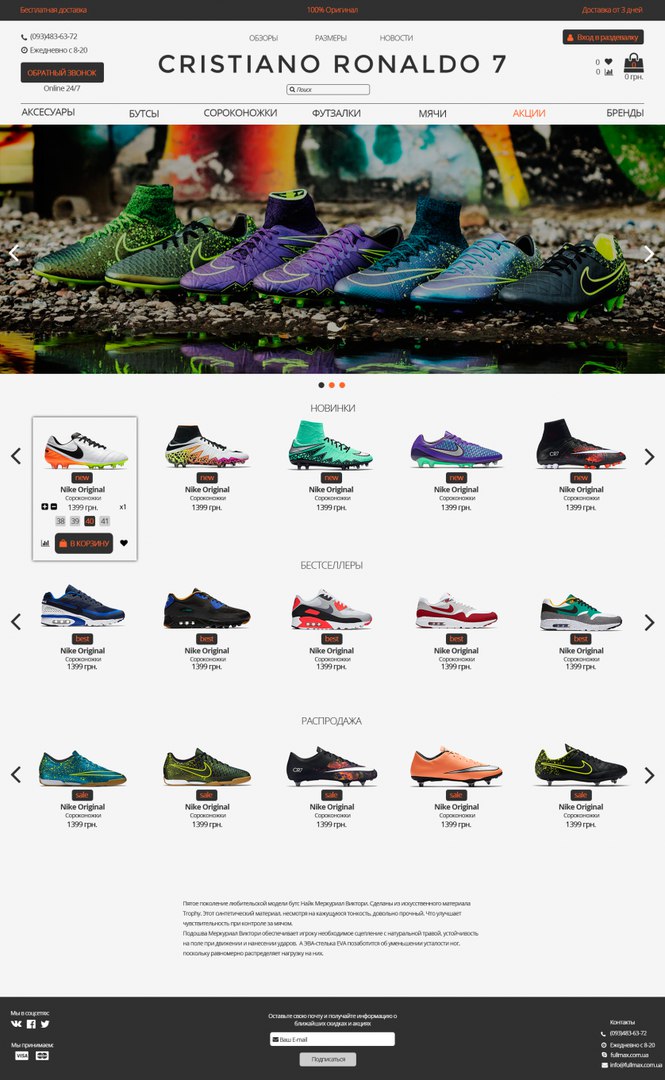 Бесплатная доставка
100% Оригинал
Доставка от 3 дней
(093)483-63-72
ОБЗОРЫ
РАЗМЕРЫ
НОВОСТИ
Вход в раздевалку
Ежедневно с 8-20
CRISTIANO RONALDO 7
0
0
0
0 грн.
ОБРАТНЫЙ ЗВОНОК
Online 24/7
Поиск
АКСЕСУАРЫ
БУТСЫ
СОРОКОНОЖКИ
ФУТЗАЛКИ
МЯЧИ
АКЦИИ
БРЕНДЫ
НОВИНКИ
CR7
new
new
new
new
new
Nike Original
Nike Original
Nike Original
Nike Original
Nike Original
Сороконожки
Сороконожки
Сороконожки
Сороконожки
Сороконожки
1399 грн.
x1
1399 грн.
1399 грн.
1399 грн.
1399 грн.
38 39 40 41
В КОРЗИНУ
БЕСТСЕЛЛЕРЫ
best
best
best
best
best
Nike Original
Nike Original
Nike Original
Nike Original
Nike Original
Сороконожки
Сороконожки
Сороконожки
Сороконожки
Сороконожки
1399 грн.
1399 грн.
1399 грн.
1399 грн.
1399 грн.
РАСПРОДАЖА
CR7
sale
sale
sale
sale
sale
Nike Original
Nike Original
Nike Original
Nike Original
Nike Original
Сороконожки
Сороконожки
Сороконожки
Сороконожки
Сороконожки
1399 грн.
1399 грн.
1399 грн.
1399 грн.
1399 грн.
Пятое поколение любительской модели бутс Найк Меркуриал Виктори. Сделаны из искусственного материала
Trophy. Этот синтетический материал, несмотря на кажущуюся тонкость, довольно прочный. Что улучшает
чувствительность при контроле за мячом.
Подошва Меркуриал Виктори обеспечивает игроку необходимое сцепление с натуральной травой, устойчивость
на поле при движении и нанесении ударов. А ЭВА-стелька EVA позаботится об уменьшении усталости ног,
поскольку равномерно распределяет нагрузку на них.
Мы в соцсетях:
Мы принимаем:
VISA
Оставьте свою почту и получайте информацию о
ближайших скидках и акциях
Ваш E-mail
Подписаться
Контакты
(093)483-63-72
Ежедневно с 8-20
fullmax.com.ua
info@fullmax.com.ua